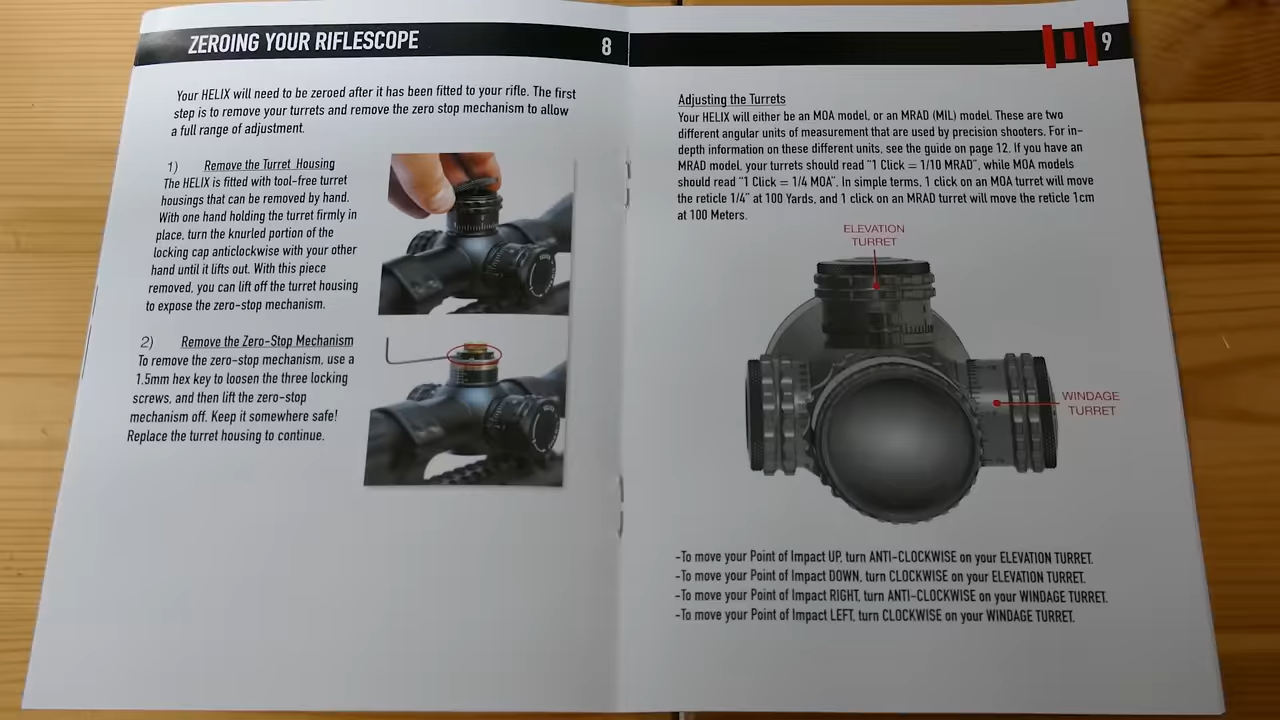 ZEROING YOUR RIFLESCOPE
8
Your HELIX will need to be zeroed after it has been fitted to your rifle. The first
step is to remove your turrets and remove the zero stop mechanism to allow
a full range of adjustment.
1) Remove the Turret Housing
The HELIX is fitted with tool-free turret
housings that can be removed by hand.
With one hand holding the turret firmly in
place, turn the knurled portion of the
locking cap anticlockwise with your other
hand until it lifts out. With this piece
removed, you can lift off the turret housing
to expose the zero-stop mechanism.
2) Remove the Zero-Stop Mechanism
To remove the zero-stop mechanism, use a
1.5mm hex key to loosen the three locking
screws, and then lift the zero-stop
mechanism off. Keep it somewhere safe!
Replace the turret housing to continue.
9
Adjusting the Turrets
Your HELIX will either be an MOA model, or an MRAD (MIL) model. These are two
different angular units of measurement that are used by precision shooters. For in-
depth information on these different units, see the guide on page 12. If you have an
MRAD model, your turrets should read "1 Click = 1/10 MRAD", while MOA models
should read "1 Click = 1/4 MOA". In simple terms, 1 click on an MOA turret will move
the reticle 1/4" at 100 Yards, and 1 click on an MRAD turret will move the reticle 1cm
at 100 Meters.
ELEVATION
TURRET
WINDAGE
TURRET
-To move your Point of Impact UP, turn ANTI-CLOCKWISE on your ELEVATION TURRET.
-To move your Point of Impact DOWN, turn CLOCKWISE on your ELEVATION TURRET.
-To move your Point of Impact RIGHT, turn ANTI-CLOCKWISE on your WINDAGE TURRET.
-To move your Point of Impact LEFT, turn CLOCKWISE on your WINDAGE TURRET.